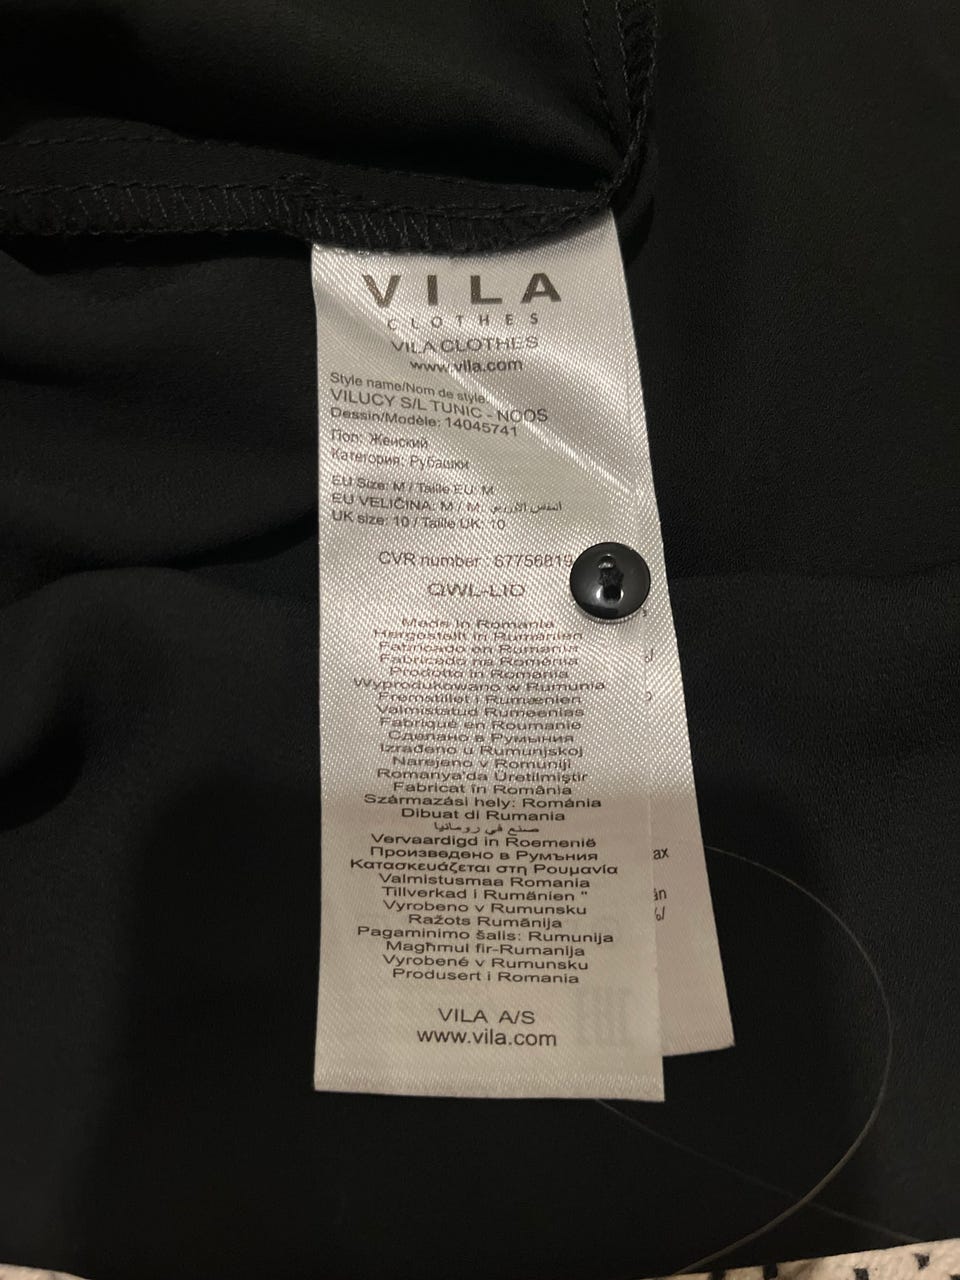 VILA
CLOTHES
VILA CLOTHES
www.vila.com
Style name/Nom de style:
VILUCY S/L TUNIC - NOOS
Dessin/Modèle: 14045741
Пол: Женский
Категория: Рубашки
EU Size: M / Taille EU: M
EU VELIČINA: M / M
UK size: 10 / Taille UK: 10
CVR number : 67756819
QWL-LIO
Made in Romania
Hergestellt in Rumänien
Fabricado en Rumania
Fabricado na Roménia
Prodotto in Romania
Wyprodukowano w Rumunia
Fremstillet i Rumænien
Valmistatud Rumeenias
Fabriqué en Roumanie
Сделано в Румыния
Izrađeno u Rumunjskoj
Narejeno v Romuniji
Romanya'da Üretilmiştir
Fabricat în România
Származási hely: Románia
Dibuat di Rumania
صنع في رومانيا
Vervaardigd in Roemenië
Произведено в Румъния
Κατασκευάζεται στη Ρουμανία
Valmistusmaa Romania
Tillverkad i Rumänien "
Vyrobeno v Rumunsku
Ražots Rumānija
Pagaminimo šalis: Rumunija
Magħmul fir-Rumanija
Vyrobené v Rumunsku
Produsert i Romania
VILA A/S
www.vila.com